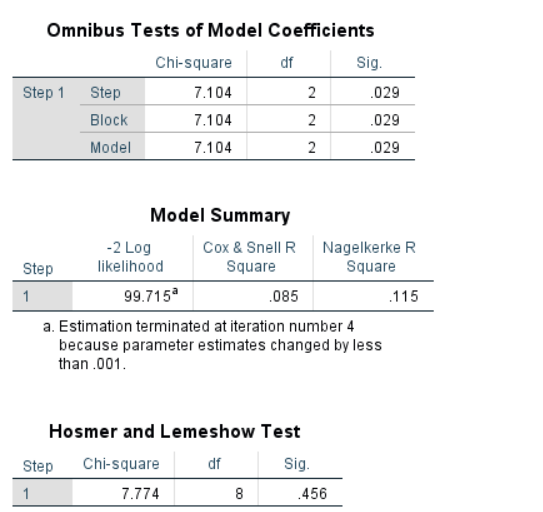 Omnibus Tests of Model Coefficients
Chi-square df Sig.
Step 1 Step 7.104 2 .029
Block 7.104 2 .029
Model 7.104 2 .029
Model Summary
-2 Log Cox & Snell R Nagelkerke R
Step likelihood Square Square
1 99.715a .085 .115
a. Estimation terminated at iteration number 4
because parameter estimates changed by less
than .001.
Hosmer and Lemeshow Test
Step Chi-square df Sig.
1 7.774 8 .456